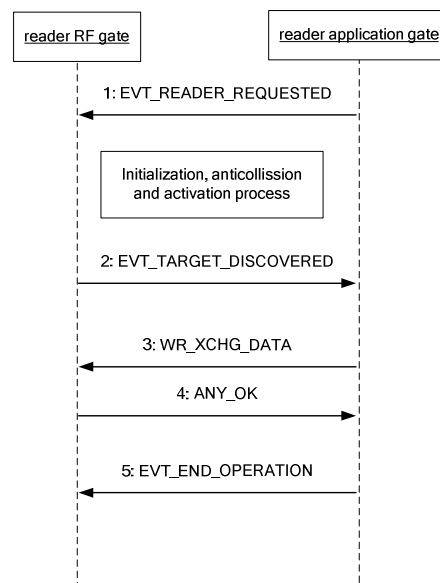 reader RF gate
reader application gate
1: EVT_READER_REQUESTED
Initialization, anticollission
and activation process
2: EVT_TARGET_DISCOVERED
3: WR_XCHG_DATA
4: ANY_OK
5: EVT_END_OPERATION